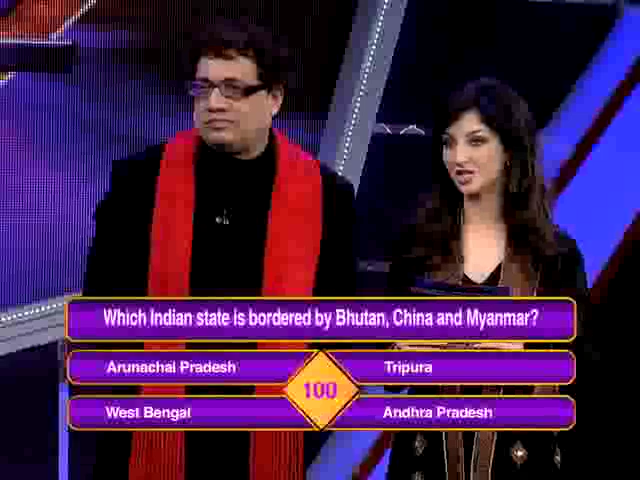 Which Indian state is bordered by Bhutan, China and Myanmar?
Arunachal Pradesh
Tripura
100
West Bengal
Andhra Pradesh